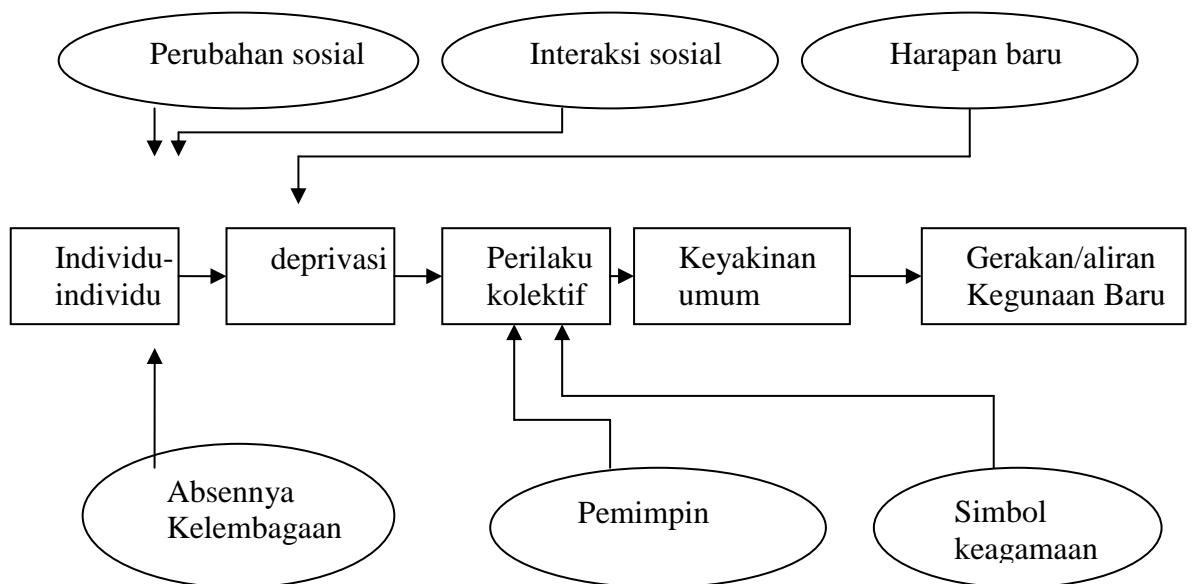 Perubahan sosial
Interaksi sosial
Harapan baru
Individu-
individu
deprivasi
Perilaku
kolektif
Keyakinan
umum
Gerakan/aliran
Kegunaan Baru
Absennya
Kelembagaan
Pemimpin
Simbol
keagamaan